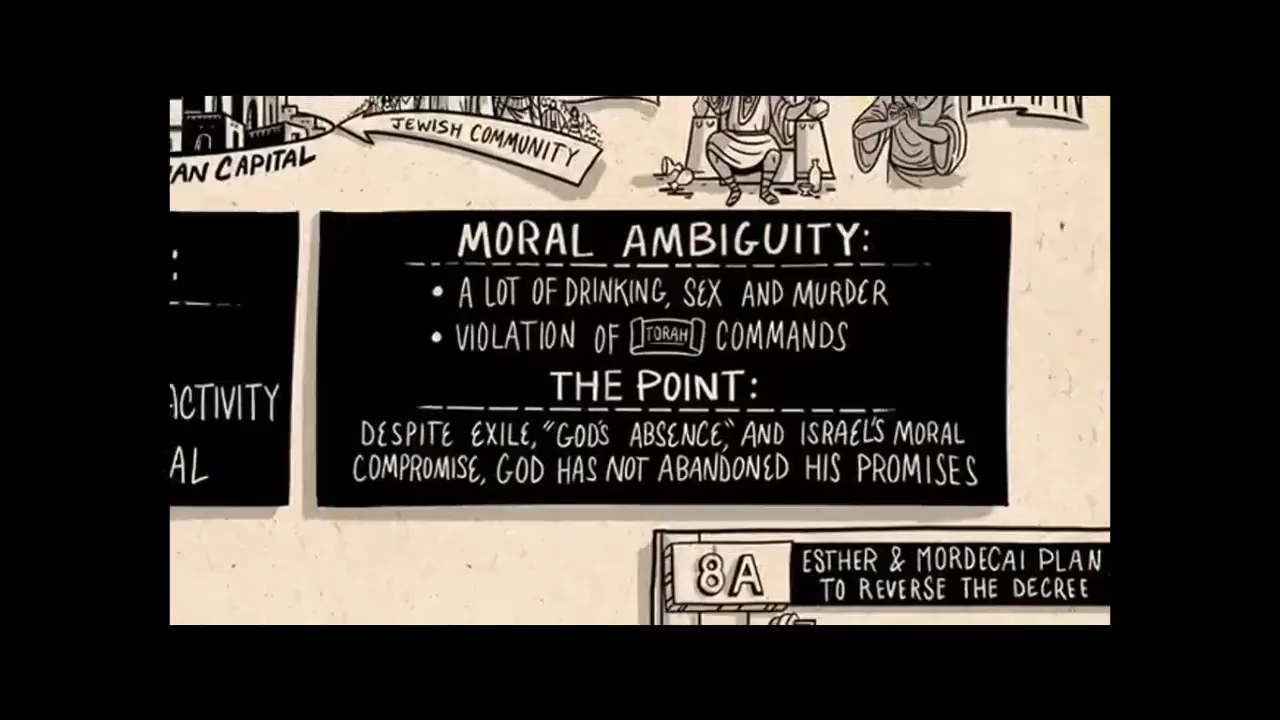 JEWISH COMMUNITY
AN CAPITAL
:
ACTIVITY
AL
MORAL AMBIGUITY:
• A LOT OF DRINKING, SEX AND MURDER
• VIOLATION OF TORAH COMMANDS
THE POINT:
DESPITE EXILE, "GOD'S ABSENCE," AND ISRAEL'S MORAL
COMPROMISE, GOD HAS NOT ABANDONED HIS PROMISES
8A
ESTHER & MORDECAI PLAN
TO REVERSE THE DECREE